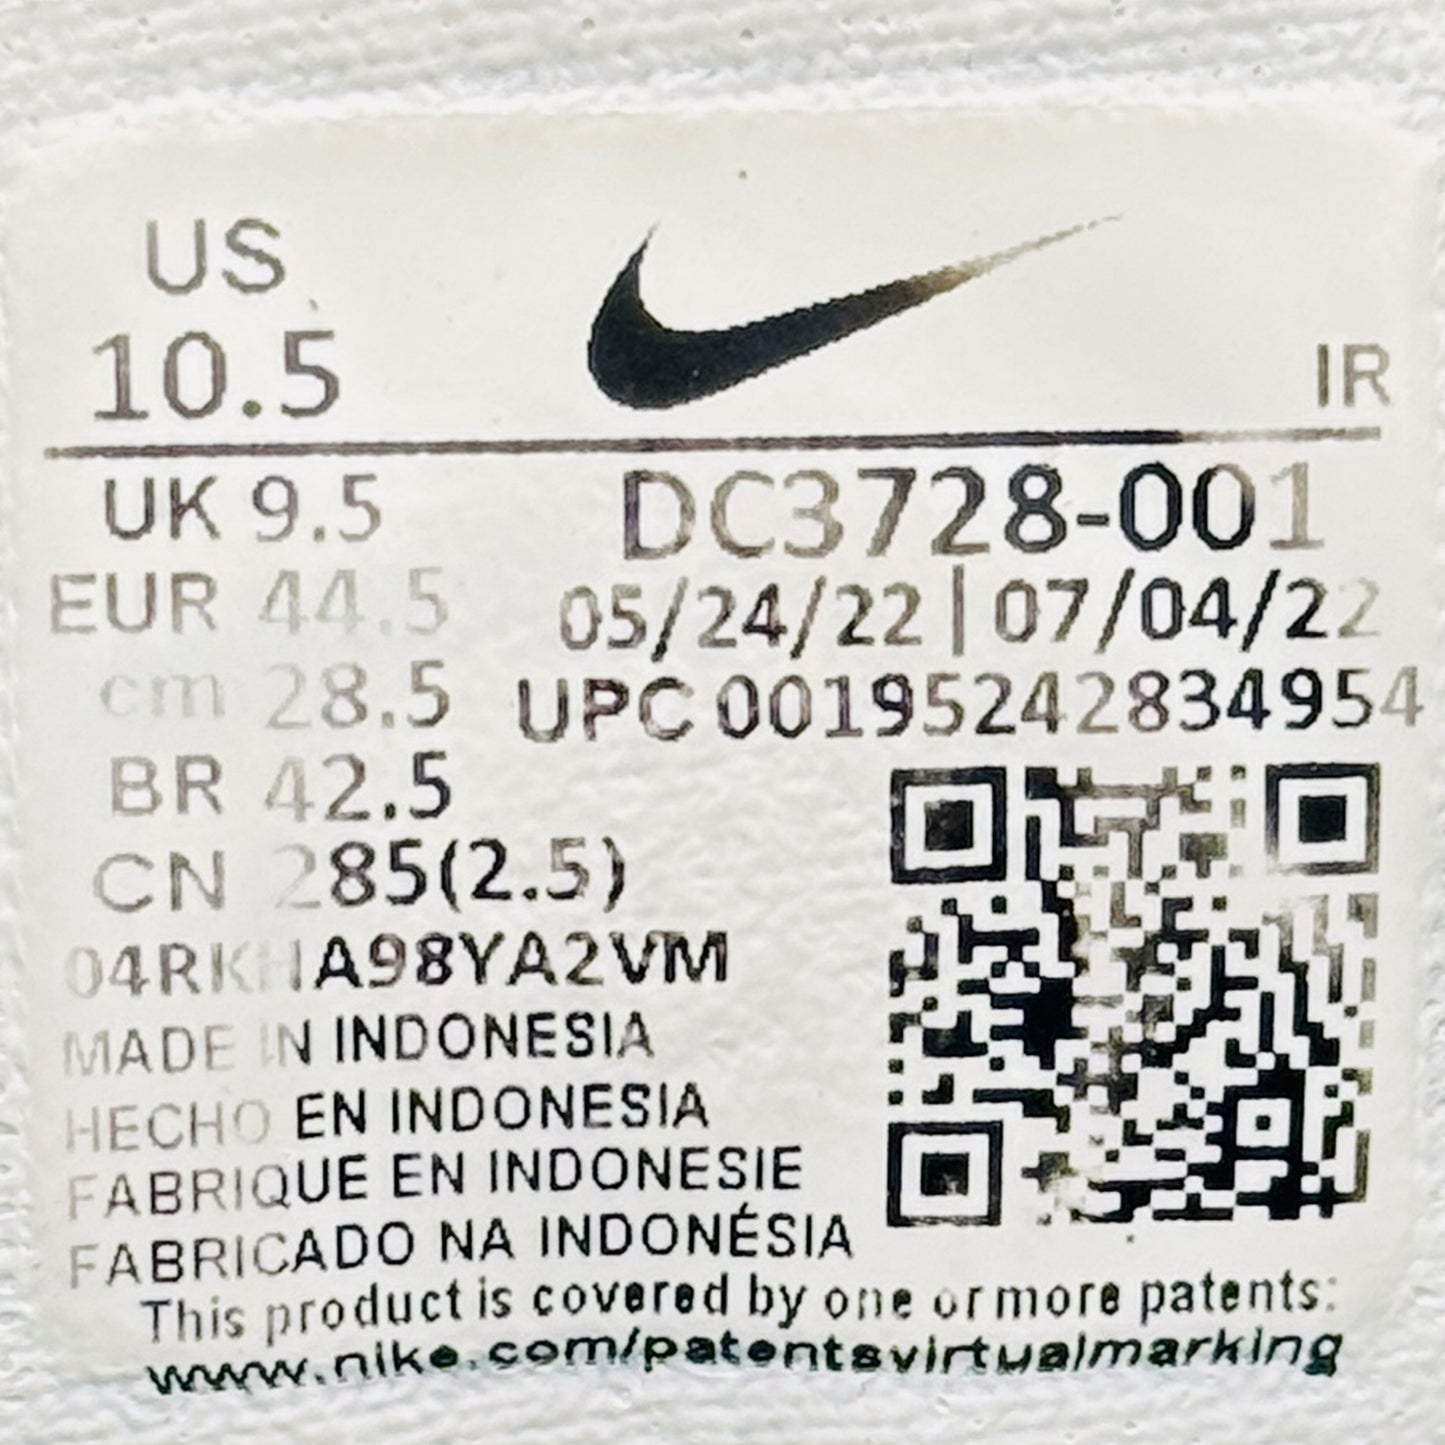 US
10.5
IR
UK 9.5
EUR 44.5
cm 28.5
BR 42.5
CN 285(2.5)
DC3728-001
05/24/22 | 07/04/22
UPC 00195242834954
04RKHA98YA2VM
MADE IN INDONESIA
HECHO EN INDONESIA
FABRIQUE EN INDONESIE
FABRICADO NA INDONÉSIA
This product is covered by one or more patents:
www.nike.com/patentsvirtualmarking